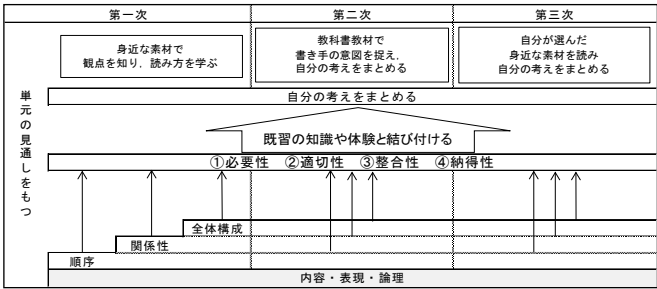 第一次
第二次
第三次
単元の見通しをもつ
身近な素材で
観点を知り，読み方を学ぶ
教科書教材で
書き手の意図を捉え，
自分の考えをまとめる
自分が選んだ
身近な素材を読み
自分の考えをまとめる
自分の考えをまとめる
既習の知識や体験と結び付ける
①必要性 ②適切性 ③整合性 ④納得性
全体構成
関係性
順序
内容・表現・論理